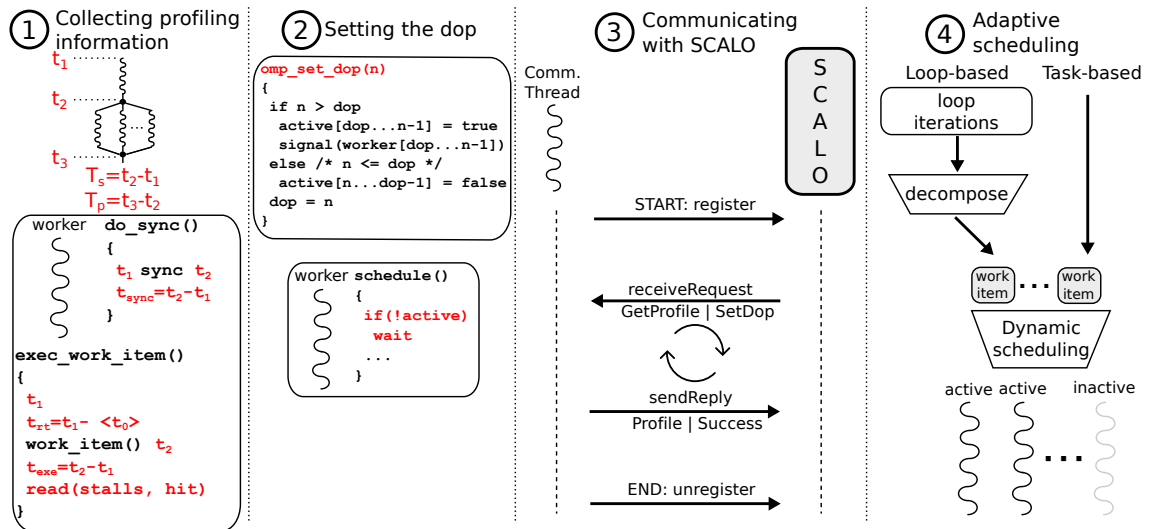 1 Collecting profiling
information
t1
t2
...
t3
Ts=t2-t1
Tp=t3-t2
worker do_sync()
{
t1 sync t2
tsync=t2-t1
}
exec_work_item()
{
t1
trt=t1- <t0>
work_item() t2
texe=t2-t1
read(stalls, hit)
}
2 Setting the dop
omp_set_dop(n)
{
if n > dop
active[dop...n-1] = true
signal(worker[dop...n-1])
else /* n <= dop */
active[n...dop-1] = false
dop = n
}
worker schedule()
{
if(!active)
wait
...
}
3 Communicating
with SCALO
Comm.
Thread
S
C
A
L
O
START: register
receiveRequest
GetProfile | SetDop
sendReply
Profile | Success
END: unregister
4 Adaptive
scheduling
Loop-based Task-based
loop
iterations
decompose
work
item
...
work
item
Dynamic
scheduling
active active ... inactive